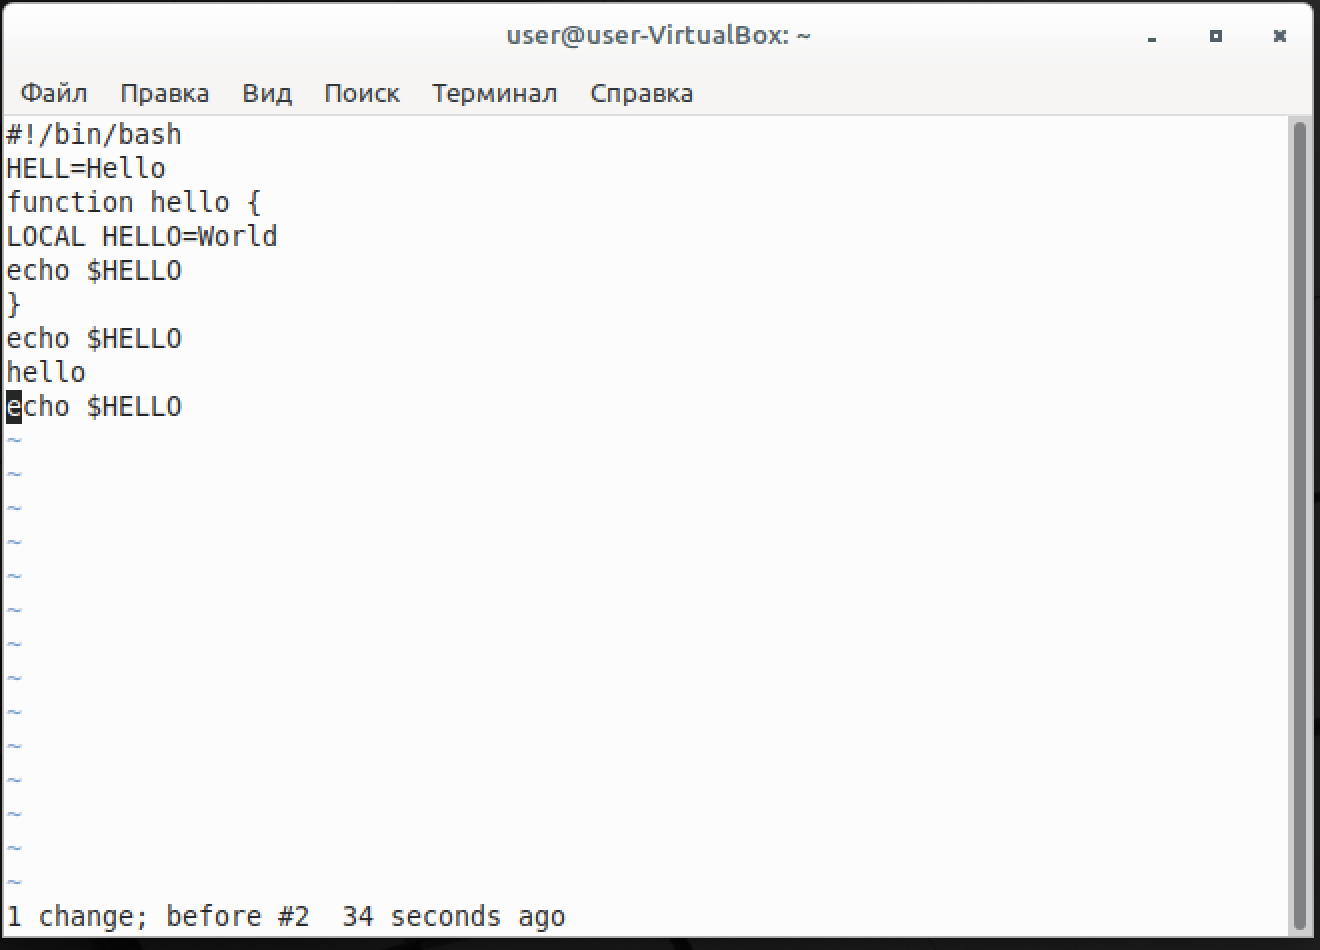 user@user-VirtualBox: ~
Файл Правка Вид Поиск Терминал Справка
#!/bin/bash
HELL=Hello
function hello {
LOCAL HELLO=World
echo $HELLO
}
echo $HELLO
hello
echo $HELLO
~
~
~
~
~
~
~
~
~
~
~
~
~
~
1 change; before #2  34 seconds ago